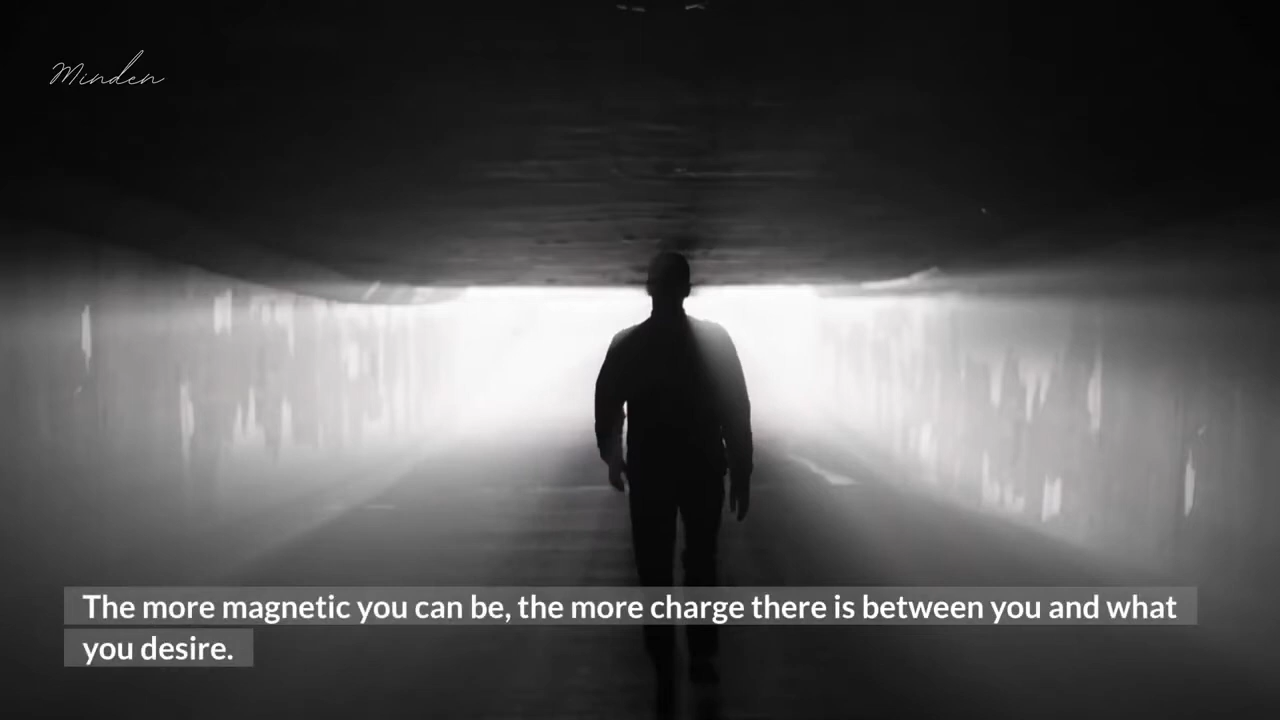 Minden
The more magnetic you can be, the more charge there is between you and what
you desire.